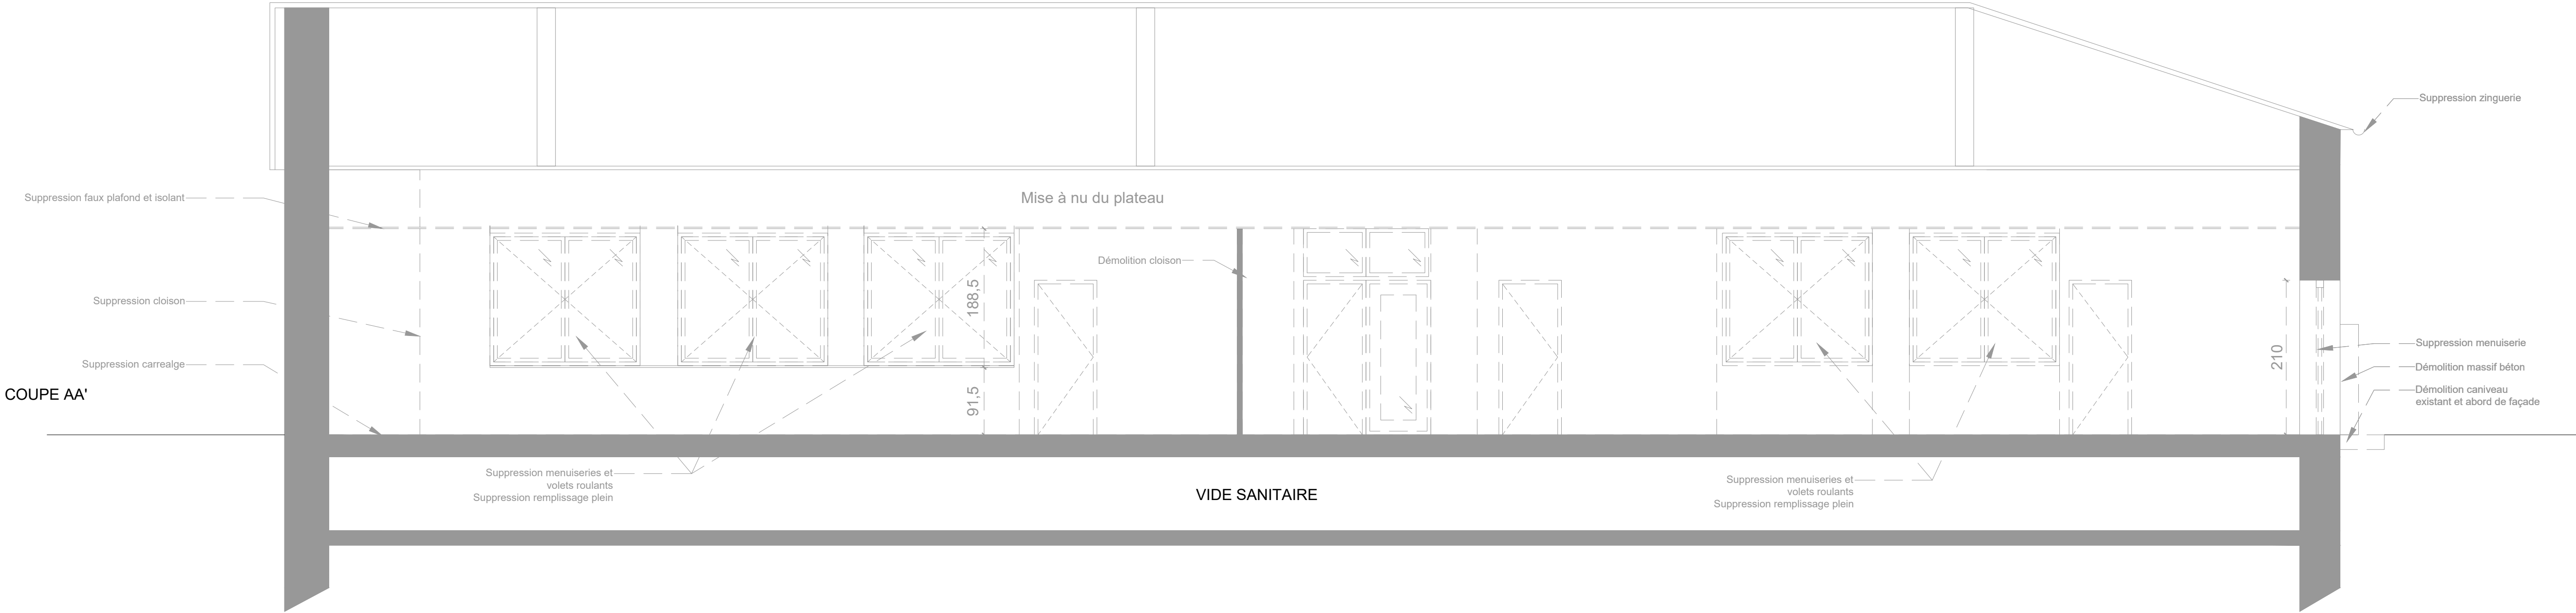 Suppression zinguerie
Suppression faux plafond et isolant
Mise à nu du plateau
Démolition cloison
Suppression cloison
188,5
Suppression carrealge
91,5
210
Suppression menuiserie
Démolition massif béton
Démolition caniveau
existant et abord de façade
COUPE AA'
Suppression menuiseries et
volets roulants
Suppression remplissage plein
VIDE SANITAIRE
Suppression menuiseries et
volets roulants
Suppression remplissage plein